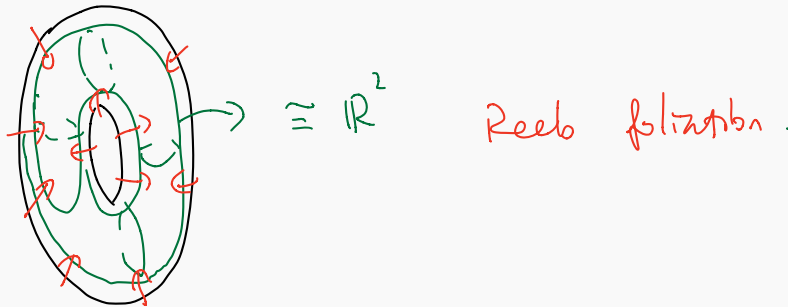 ≅ ℝ² Reeb foliation.